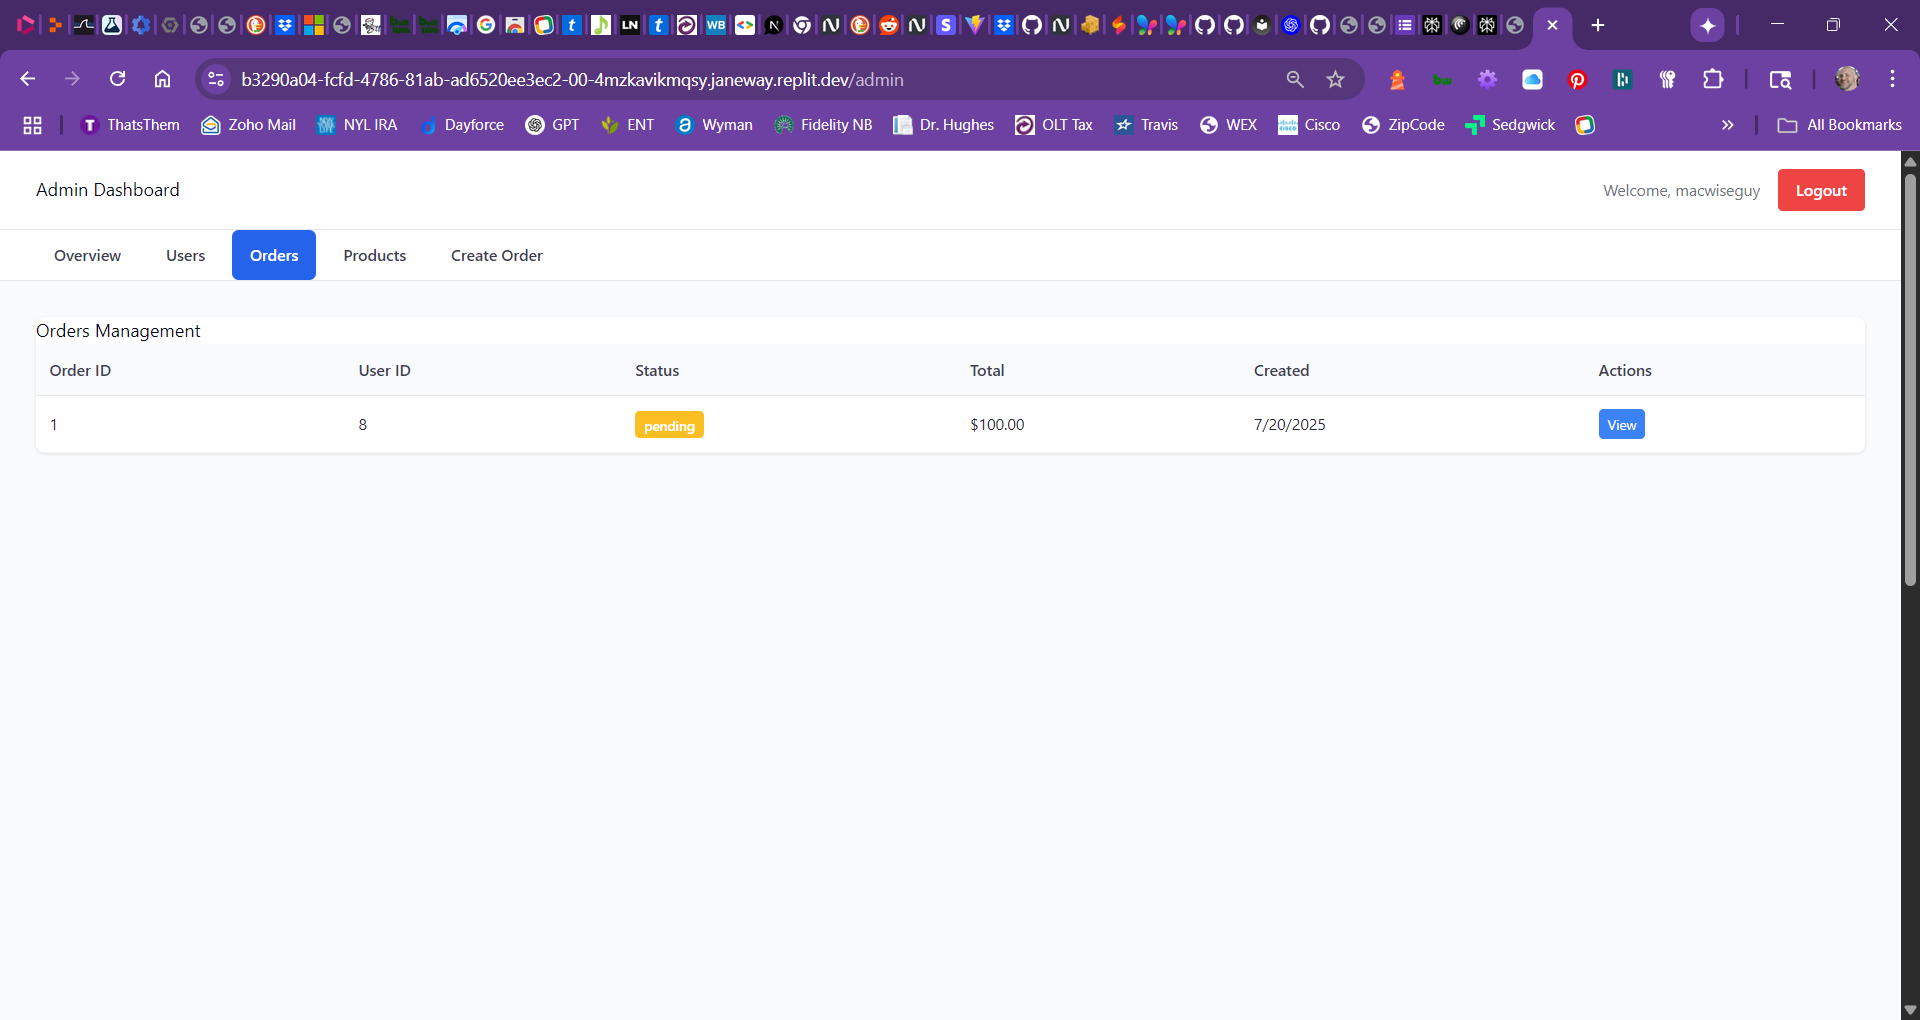 LN
WB
b3290a04-fcfd-4786-81ab-ad6520ee3ec2-00-4mzkavikmqsy.janeway.replit.dev/admin
ThatsThem
Zoho Mail
NYL IRA
Dayforce
GPT
ENT
Wyman
Fidelity NB
Dr. Hughes
OLT Tax
Travis
WEX
Cisco
ZipCode
Sedgwick
All Bookmarks
Admin Dashboard
Welcome, macwiseguy
Logout
Overview
Users
Orders
Products
Create Order
Orders Management
Order ID
User ID
Status
Total
Created
Actions
1
8
pending
$100.00
7/20/2025
View